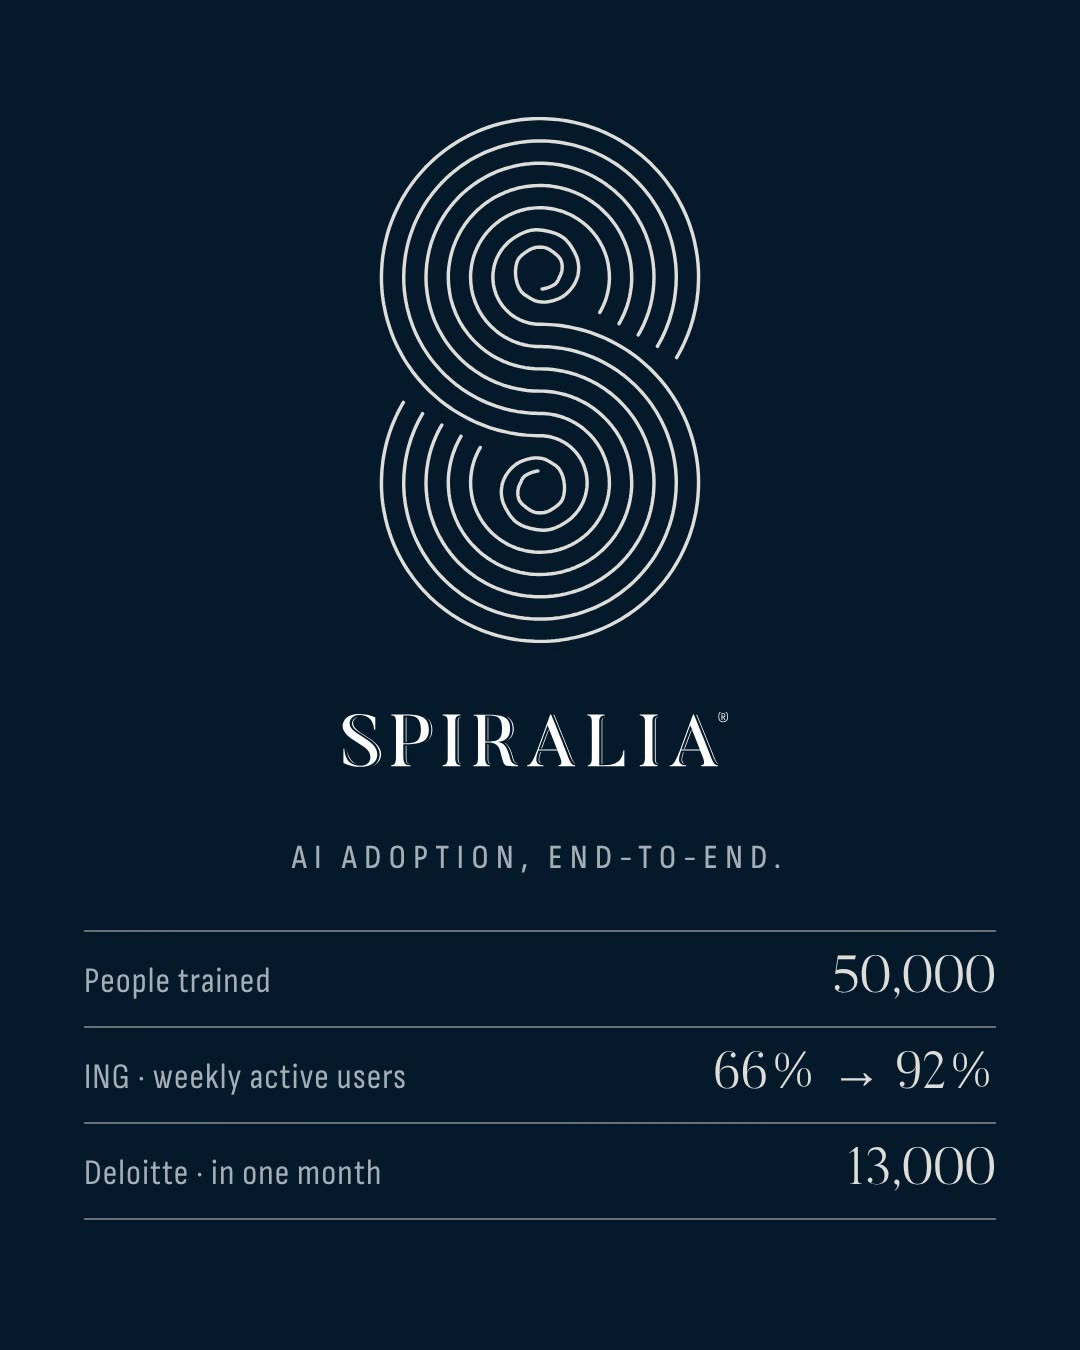 SPIRALIA®
AI ADOPTION, END-TO-END.
People trained 50,000
ING · weekly active users 66% → 92%
Deloitte · in one month 13,000